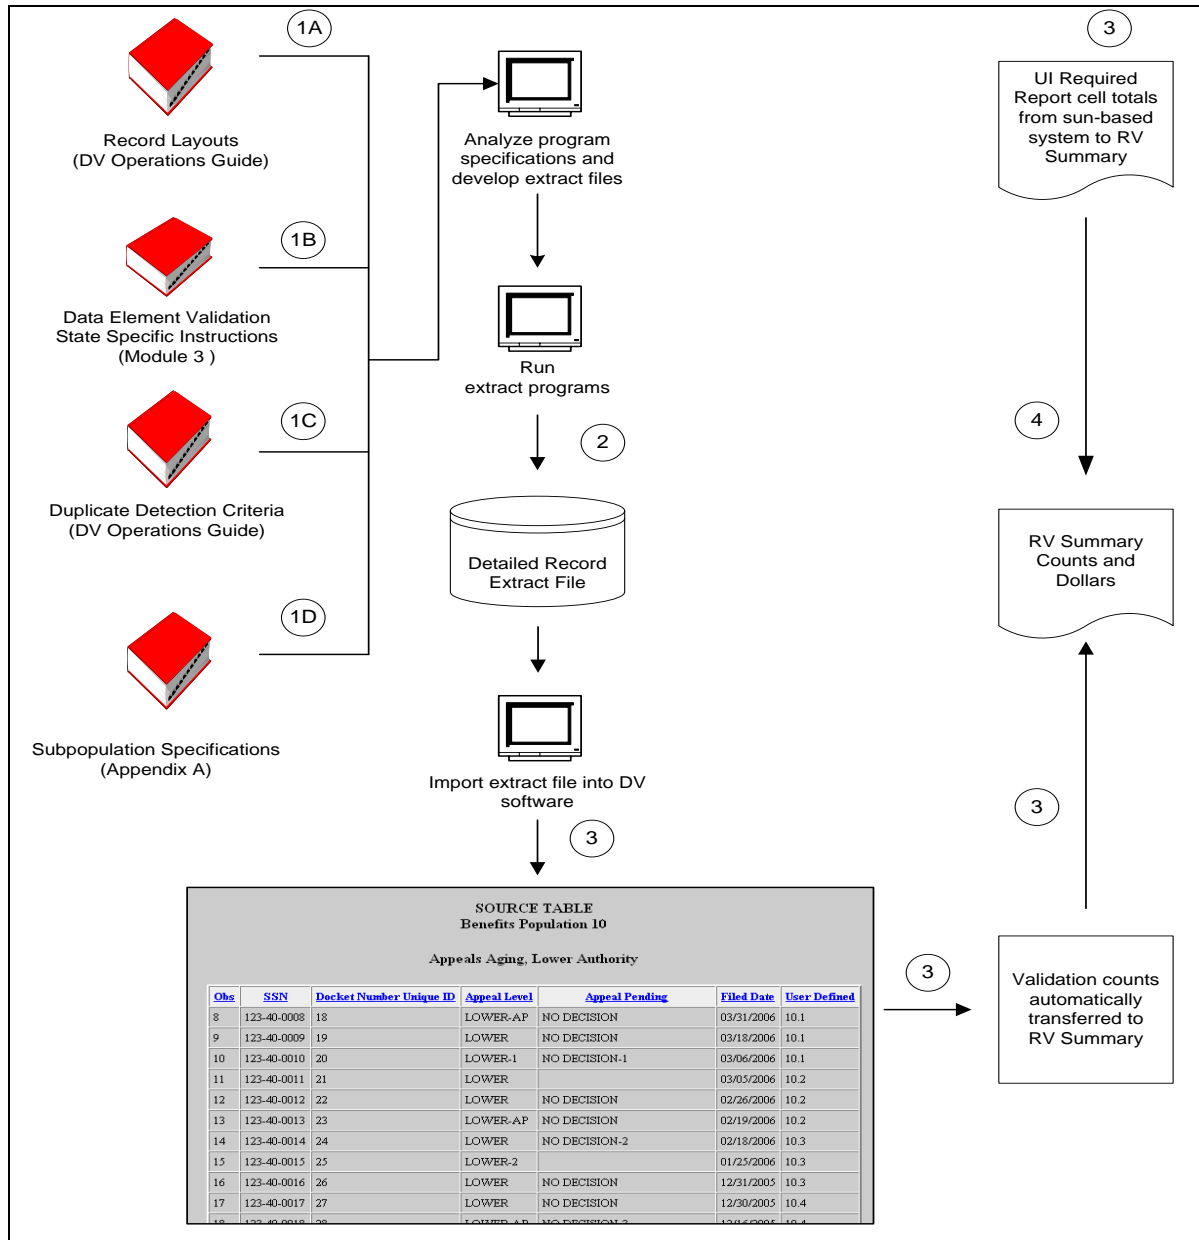 1A
Record Layouts
(DV Operations Guide)
1B
Data Element Validation
State Specific Instructions
(Module 3 )
1C
Duplicate Detection Criteria
(DV Operations Guide)
1D
Subpopulation Specifications
(Appendix A)
Analyze program
specifications and
develop extract files
Run
extract programs
2
Detailed Record
Extract File
Import extract file into DV
software
3
SOURCE TABLE
Benefits Population 10
Appeals Aging, Lower Authority
Obs SSN Docket Number Unique ID Appeal Level Appeal Pending Filed Date User Defined
8 123-40-0008 18 LOWER-AP NO DECISION 03/31/2006 10.1
9 123-40-0009 19 LOWER NO DECISION 03/18/2006 10.1
10 123-40-0010 20 LOWER-1 NO DECISION-1 03/06/2006 10.1
11 123-40-0011 21 LOWER 03/05/2006 10.2
12 123-40-0012 22 LOWER NO DECISION 02/26/2006 10.2
13 123-40-0013 23 LOWER-AP NO DECISION 02/19/2006 10.2
14 123-40-0014 24 LOWER NO DECISION-2 02/18/2006 10.3
15 123-40-0015 25 LOWER-2 01/25/2006 10.3
16 123-40-0016 26 LOWER NO DECISION 12/31/2005 10.3
17 123-40-0017 27 LOWER NO DECISION 12/30/2005 10.4
3
Validation counts
automatically
transferred to
RV Summary
3
RV Summary
Counts and
Dollars
4
3
UI Required
Report cell totals
from sun-based
system to RV
Summary